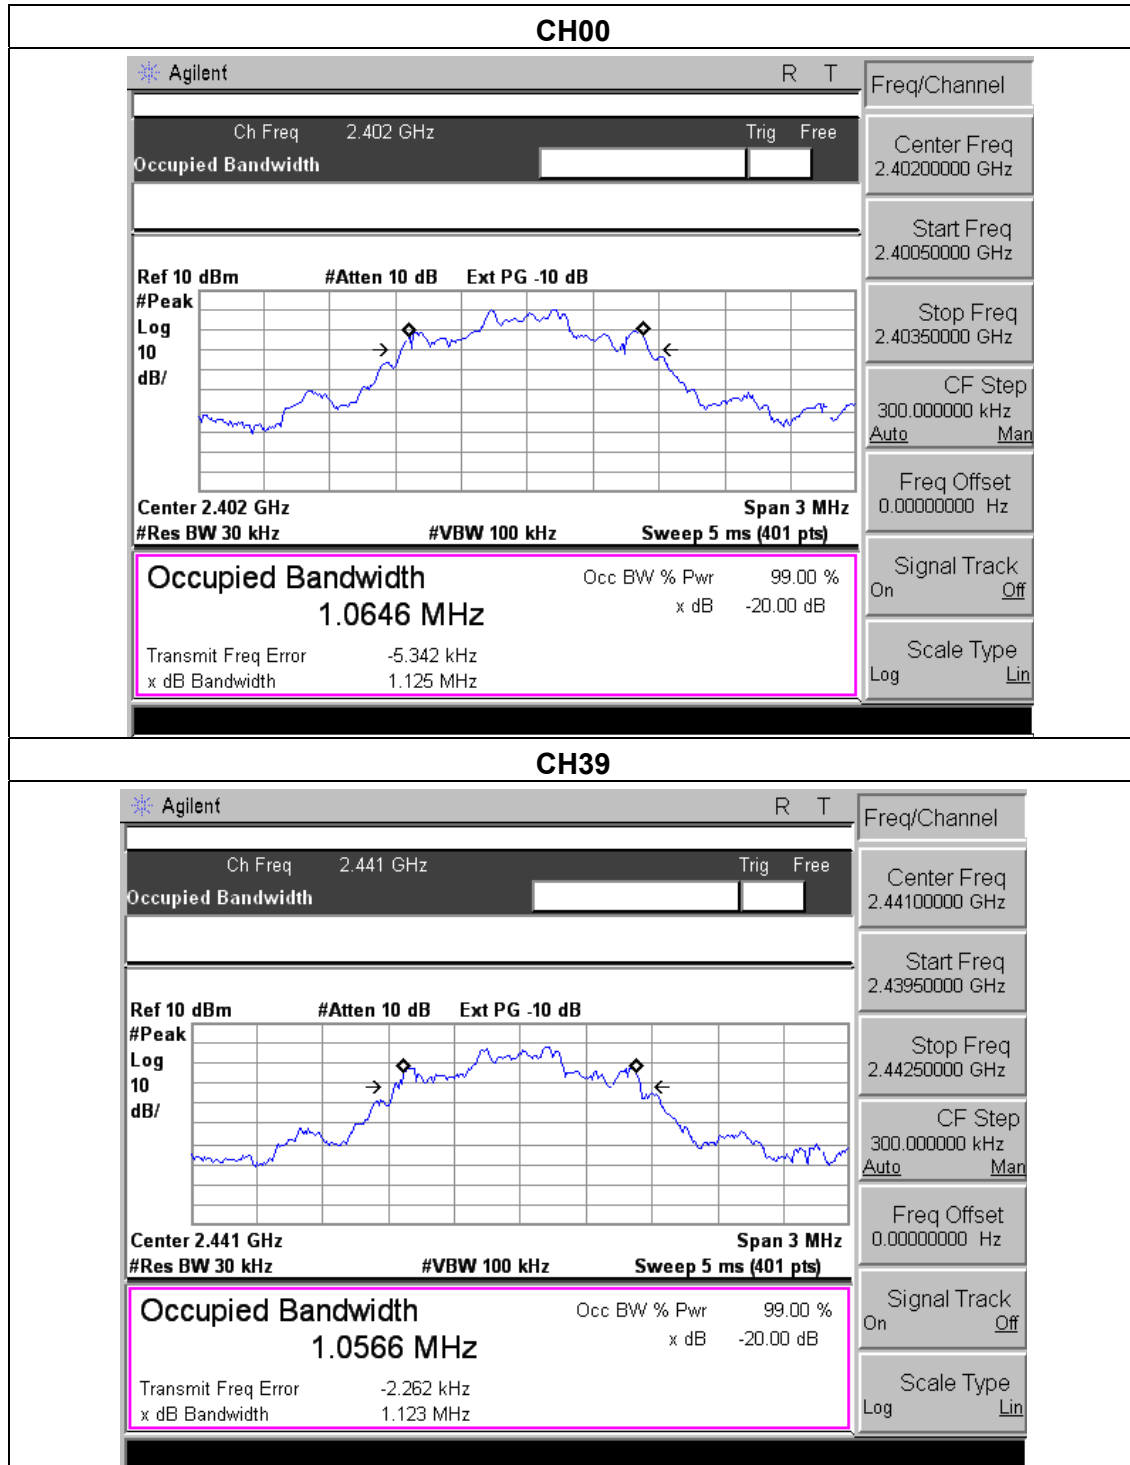 CH00
Agilent
R T
Freq/Channel
Ch Freq 2.402 GHz Trig Free
Occupied Bandwidth
Center Freq
2.40200000 GHz
Start Freq
2.40050000 GHz
Stop Freq
2.40350000 GHz
CF Step
300.000000 kHz
Auto Man
Freq Offset
0.00000000 Hz
Signal Track
On Off
Scale Type
Log Lin
Ref 10 dBm #Atten 10 dB Ext PG -10 dB
#Peak
Log
10
dB/
Center 2.402 GHz Span 3 MHz
#Res BW 30 kHz #VBW 100 kHz Sweep 5 ms (401 pts)
Occupied Bandwidth Occ BW % Pwr 99.00 %
1.0646 MHz x dB -20.00 dB
Transmit Freq Error -5.342 kHz
x dB Bandwidth 1.125 MHz
CH39
Agilent
R T
Freq/Channel
Ch Freq 2.441 GHz Trig Free
Occupied Bandwidth
Center Freq
2.44100000 GHz
Start Freq
2.43950000 GHz
Stop Freq
2.44250000 GHz
CF Step
300.000000 kHz
Auto Man
Freq Offset
0.00000000 Hz
Signal Track
On Off
Scale Type
Log Lin
Ref 10 dBm #Atten 10 dB Ext PG -10 dB
#Peak
Log
10
dB/
Center 2.441 GHz Span 3 MHz
#Res BW 30 kHz #VBW 100 kHz Sweep 5 ms (401 pts)
Occupied Bandwidth Occ BW % Pwr 99.00 %
1.0566 MHz x dB -20.00 dB
Transmit Freq Error -2.262 kHz
x dB Bandwidth 1.123 MHz